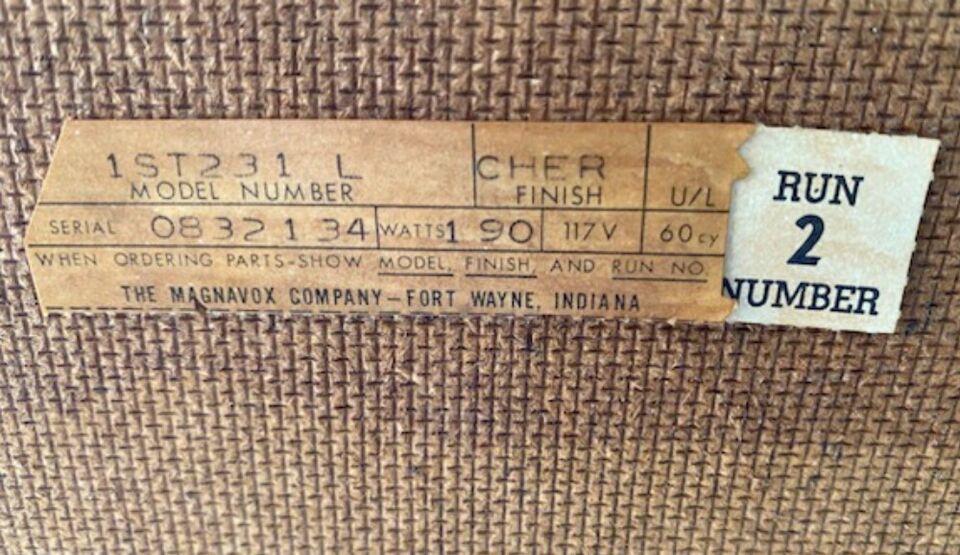 1ST231 L CHER
MODEL NUMBER FINISH U/L
SERIAL 0832134 WATTS 190 117V 60cy
WHEN ORDERING PARTS-SHOW MODEL, FINISH, AND RUN NO.
THE MAGNAVOX COMPANY—FORT WAYNE, INDIANA
RUN
2
NUMBER